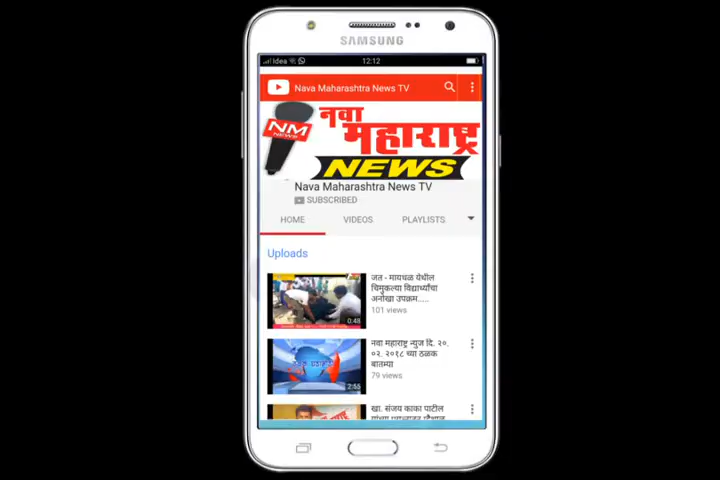 SAMSUNG
Idea
12:12
Nava Maharashtra News TV
NM
NEWS
नवा
महाराष्ट्र
NEWS
Nava Maharashtra News TV
SUBSCRIBED
HOME VIDEOS PLAYLISTS
Uploads
जत - मायथळ येथील
चिमुकल्या विद्यार्थ्यांचा
अनोखा उपक्रम.....
101 views
0:48
नवा महाराष्ट्र न्युज दि. २०.
०२. २०१८ च्या ठळक
बातम्या
79 views
2:55
खा. संजय काका पाटील